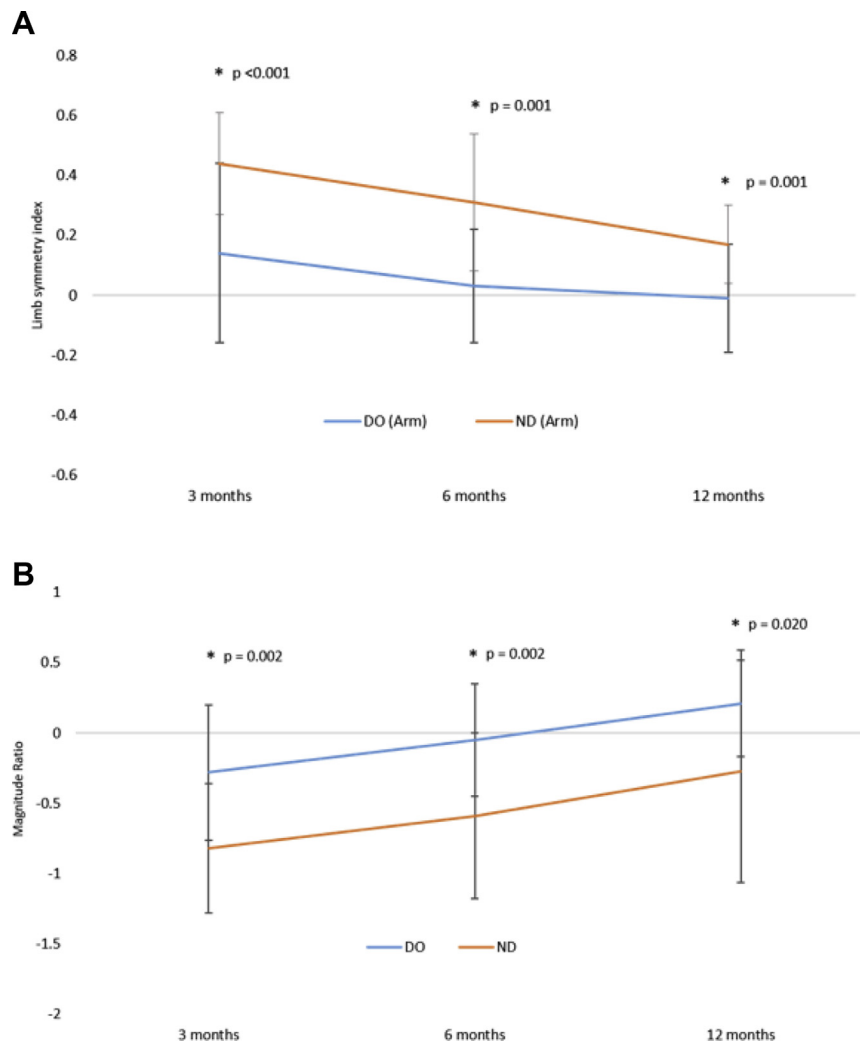 A
0.8
* p <0.001
0.6
* p = 0.001
0.4
* p = 0.001
0.2
0
-0.2
-0.4
-0.6
Limb symmetry index
DO (Arm) ND (Arm)
3 months 6 months 12 months
B
1
* p = 0.020
* p = 0.002 * p = 0.002
0.5
0
-0.5
-1
-1.5
-2
Magnitude Ratio
DO ND
3 months 6 months 12 months